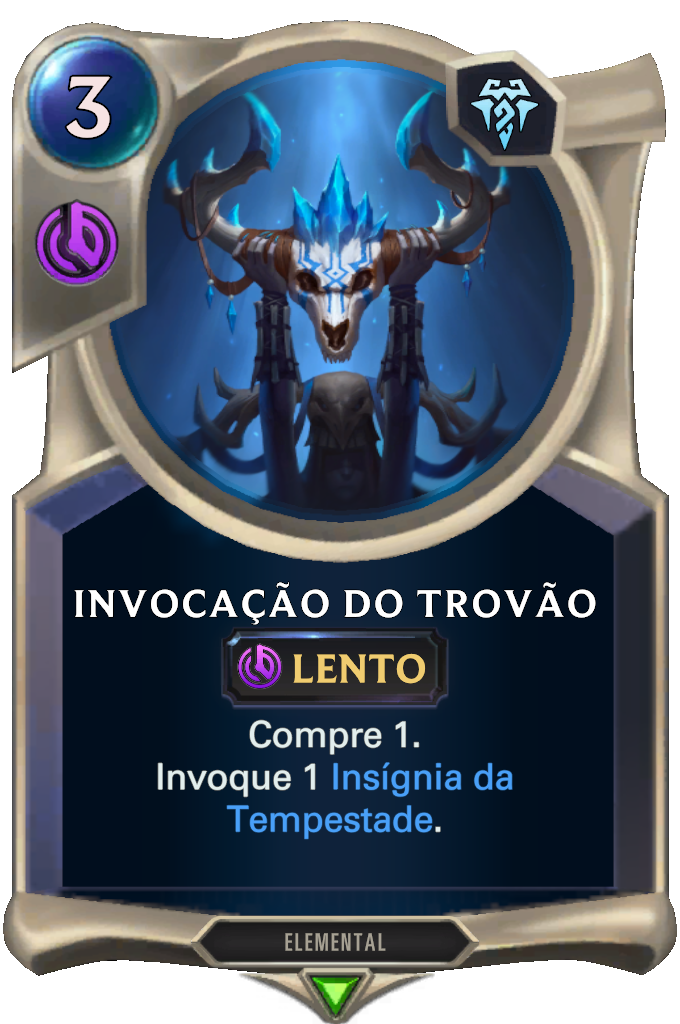 3
INVOCAÇÃO DO TROVÃO
LENTO
Compre 1.
Invoque 1 Insígnia da
Tempestade.
ELEMENTAL